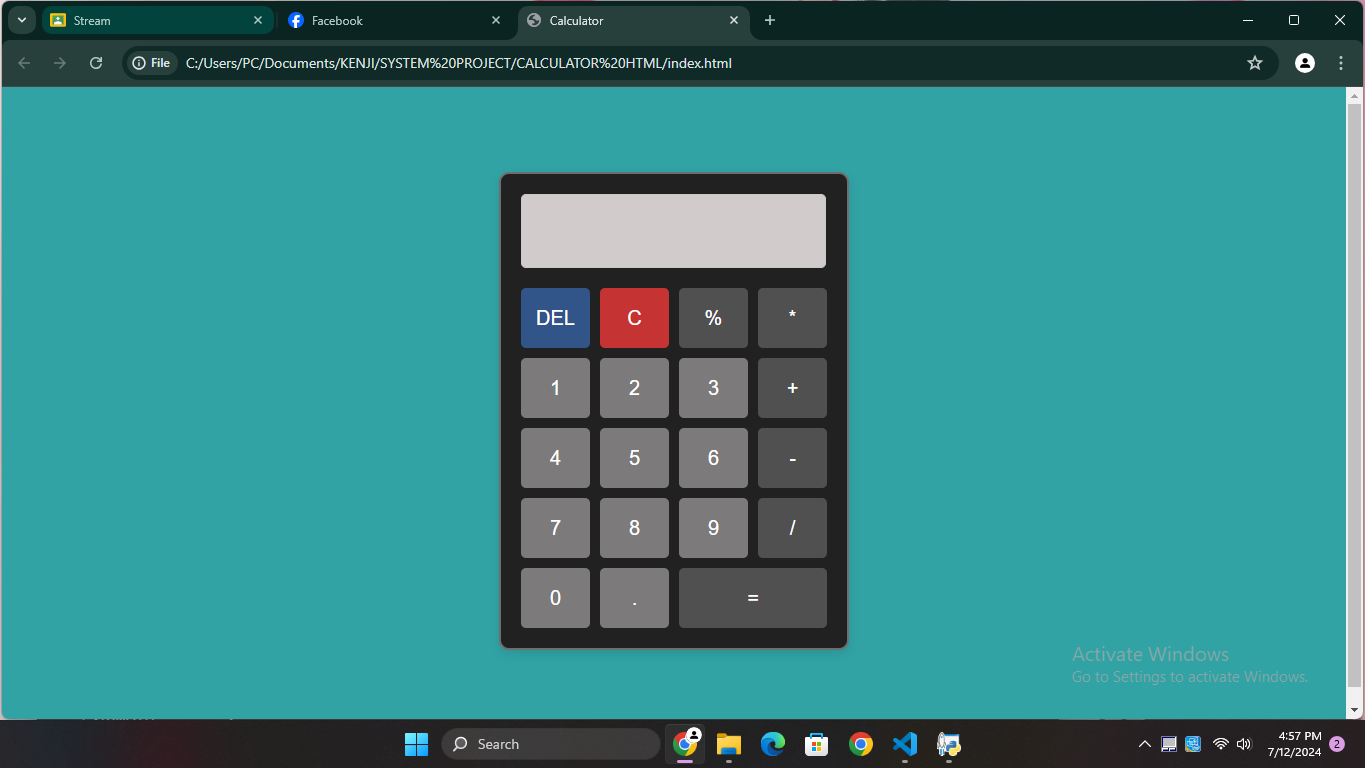 Stream
Facebook
Calculator
File
C:/Users/PC/Documents/KENJI/SYSTEM%20PROJECT/CALCULATOR%20HTML/index.html
DEL C % *
1 2 3 +
4 5 6 -
7 8 9 /
0 . =
Activate Windows
Go to Settings to activate Windows.
Search
4:57 PM
7/12/2024
2